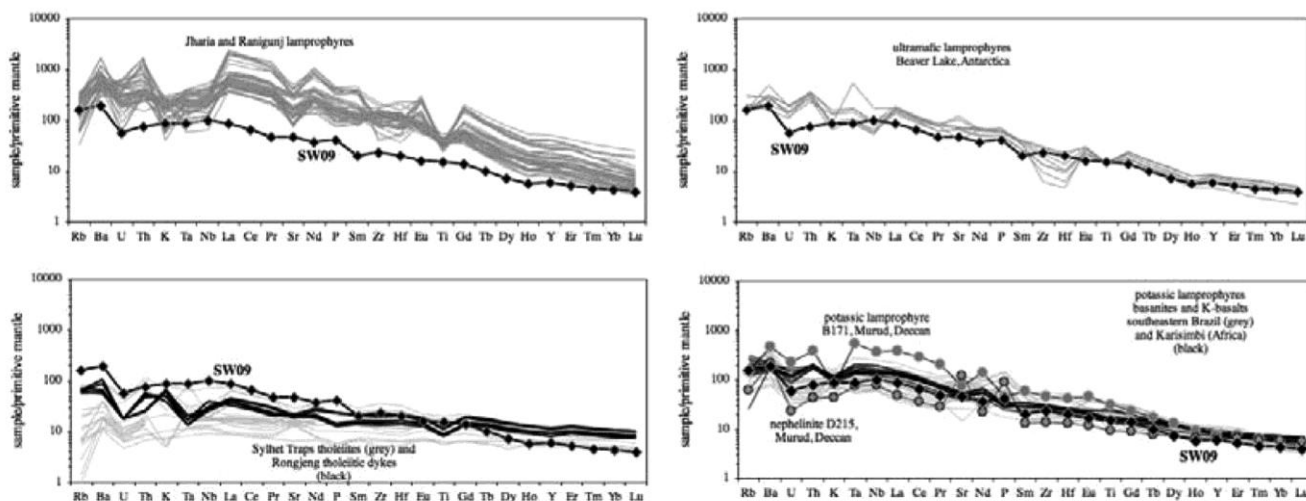 10000
1000
100
10
1
sample/primitive mantle
Jharia and Ranigunj lamprophyres
SW09
Rb Ba U Th K Ta Nb La Ce Pr Sr Nd P Sm Zr Hf Eu Ti Gd Tb Dy Ho Y Er Tm Yb Lu
10000
1000
100
10
1
sample/primitive mantle
ultramafic lamprophyres
Beaver Lake, Antarctica
SW09
Rb Ba U Th K Ta Nb La Ce Pr Sr Nd P Sm Zr Hf Eu Ti Gd Tb Dy Ho Y Er Tm Yb Lu
10000
1000
100
10
1
sample/primitive mantle
SW09
Sylhet Traps tholeiites (grey) and
Rongjeng tholeiitic dykes
(black)
Rb Ba U Th K Ta Nb La Ce Pr Sr Nd P Sm Zr Hf Eu Ti Gd Tb Dy Ho Y Er Tm Yb Lu
10000
1000
100
10
1
sample/primitive mantle
potassic lamprophyre
B171, Murud, Deccan
potassic lamprophyres
basanites and K-basalts
southeastern Brazil (grey)
and Karisimbi (Africa)
(black)
nephelinite D215,
Murud, Deccan
SW09
Rb Ba U Th K Ta Nb La Ce Pr Sr Nd P Sm Zr Hf Eu Ti Gd Tb Dy Ho Y Er Tm Yb Lu